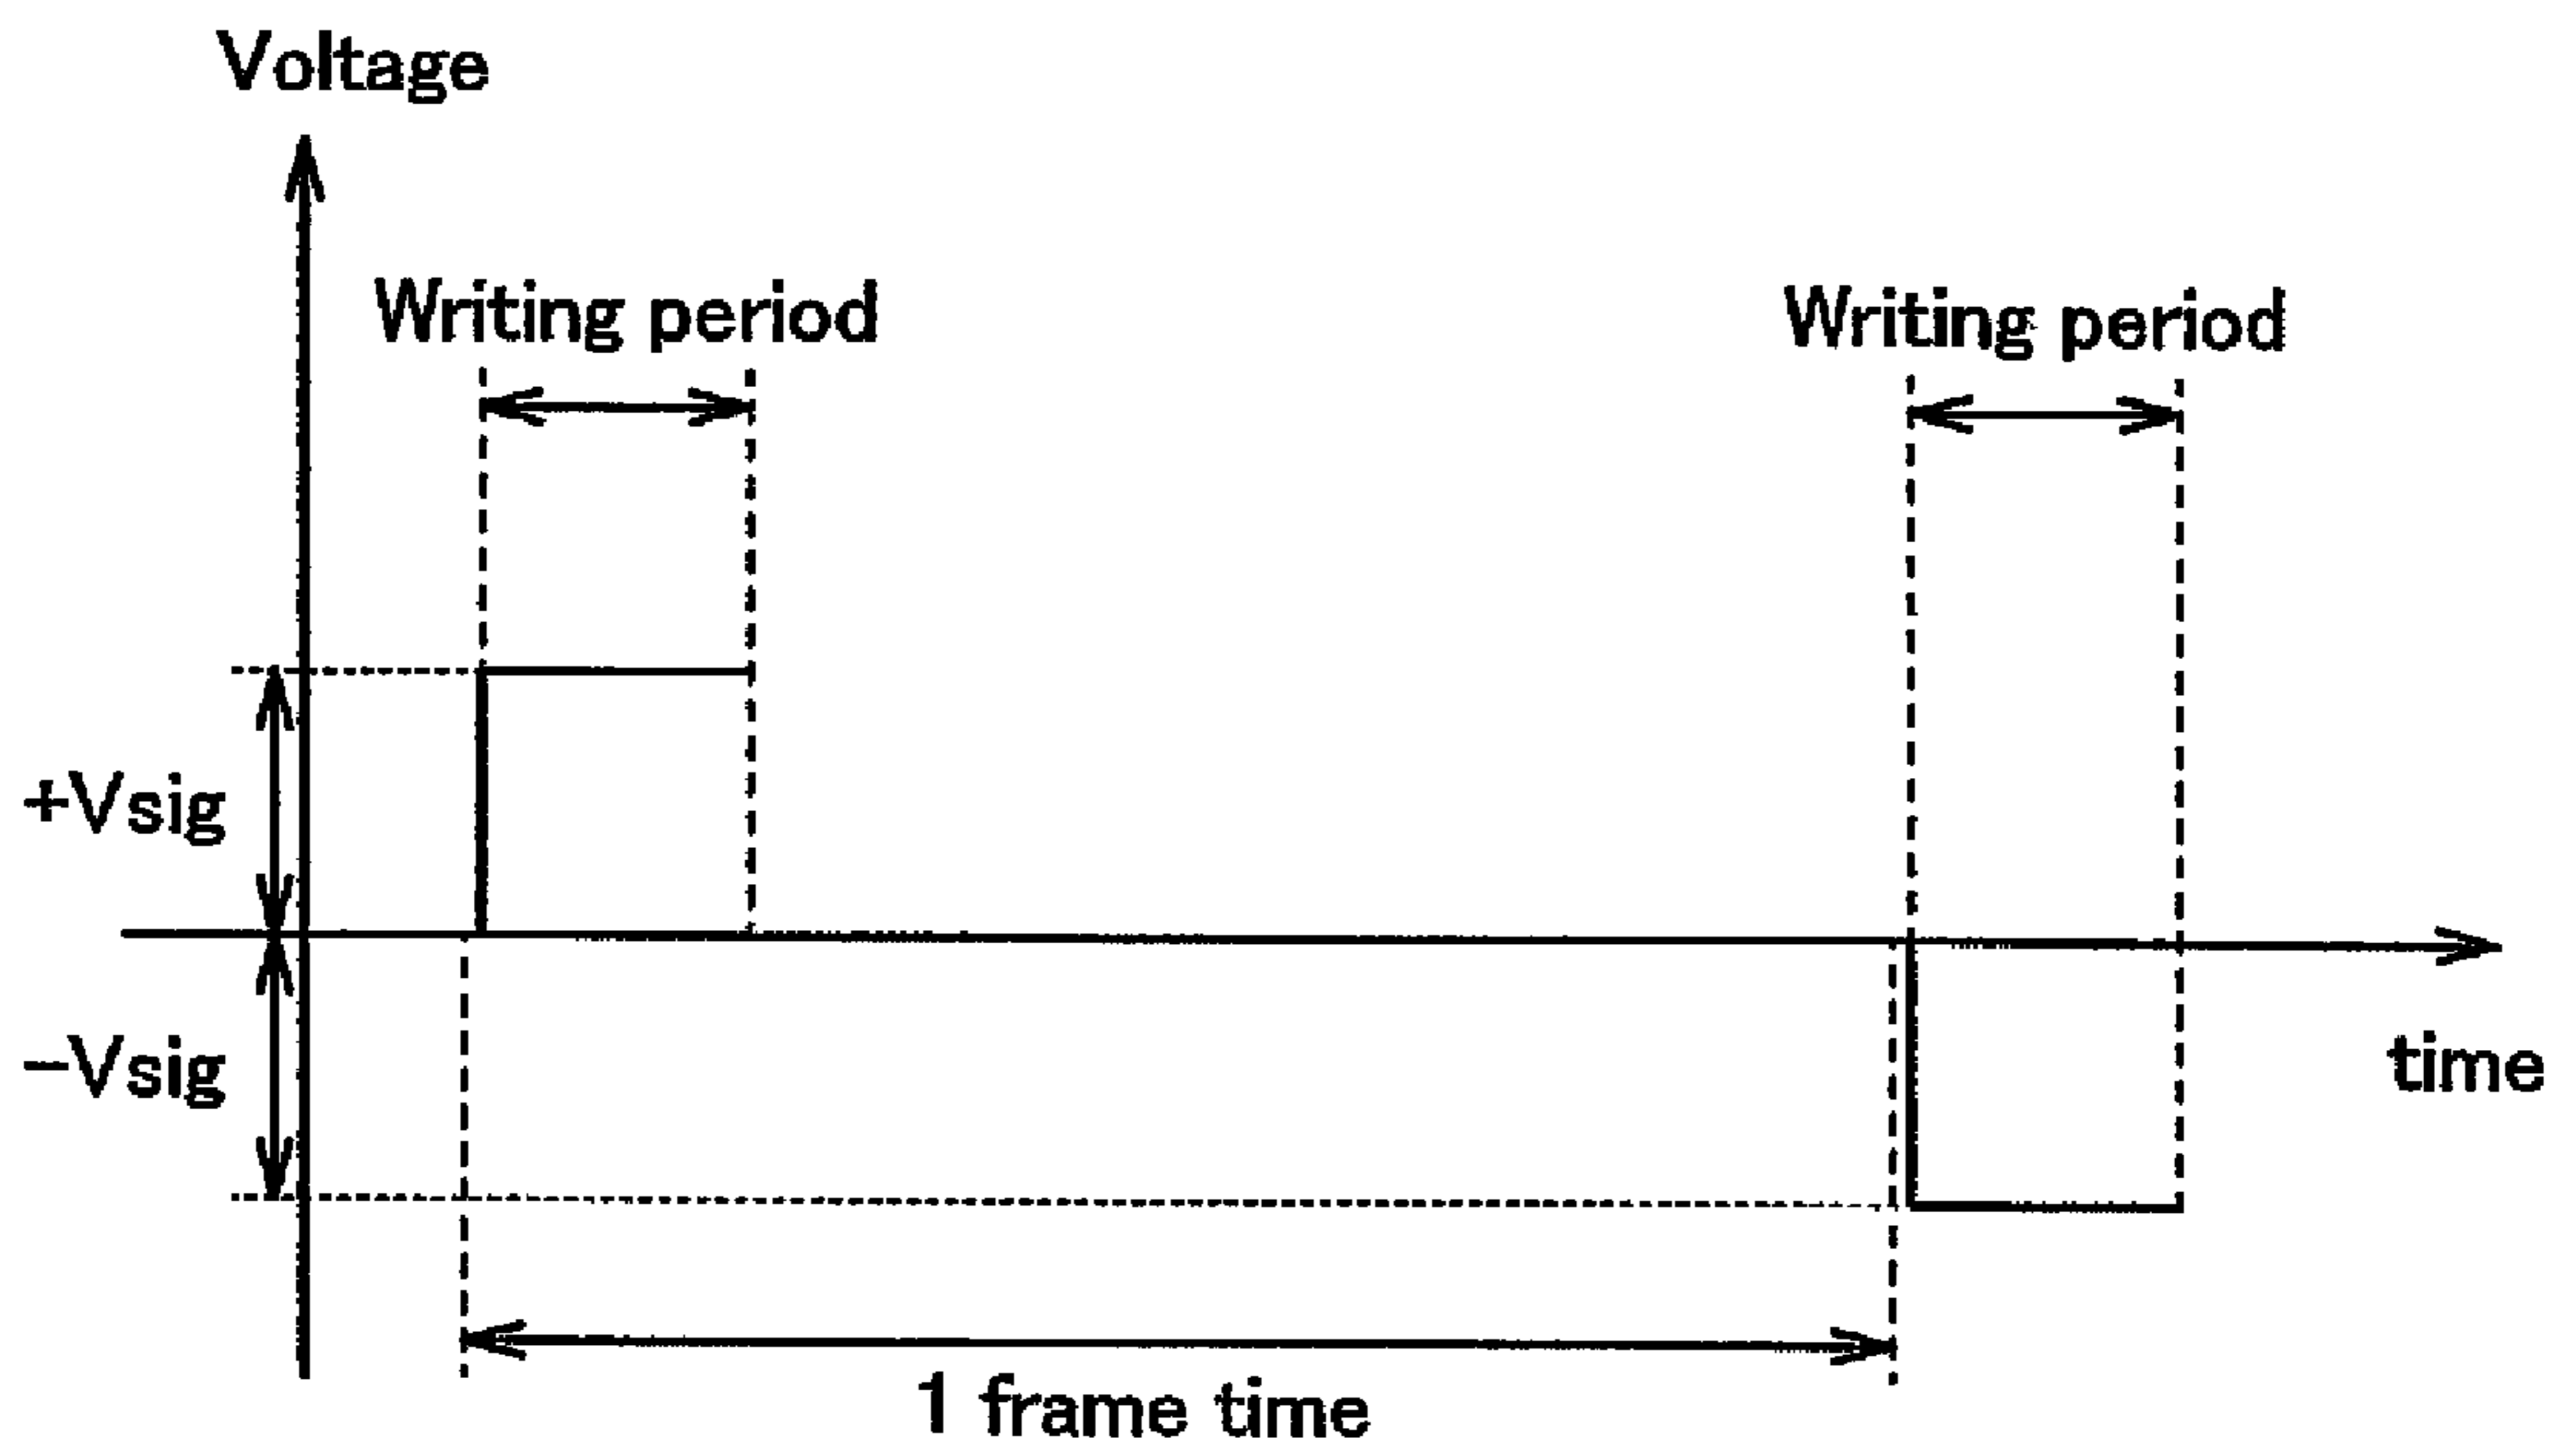 Voltage
Writing period
Writing period
+Vsig
−Vsig
time
1 frame time